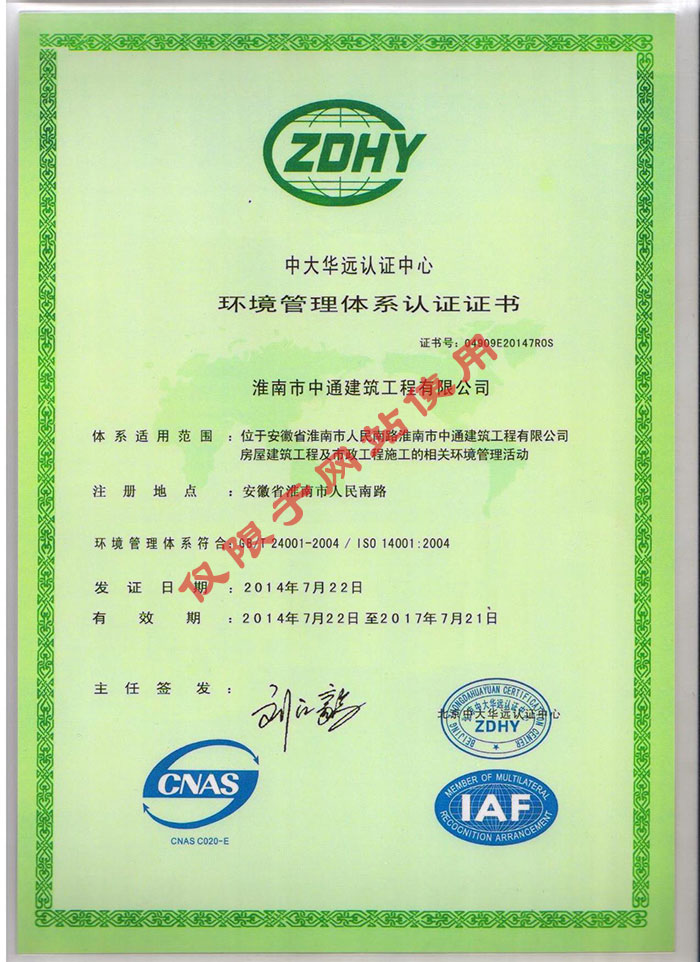 ZDHY
中大华远认证中心
环境管理体系认证证书
证书号：04909E20147R0S
淮南市中通建筑工程有限公司
体系适用范围：位于安徽省淮南市人民南路淮南市中通建筑工程有限公司
房屋建筑工程及市政工程施工的相关环境管理活动
注册地点：安徽省淮南市人民南路
环境管理体系符合：GB/T 24001-2004 / ISO 14001:2004
发证日期：2014年7月22日
有效期：2014年7月22日至2017年7月21日
仅限于网站使用
主任签发：
BEIJING ZHONGDAHUAYUAN CERTIFICATION CENTER
北京中大华远认证中心
ZDHY
CNAS
CNAS C020-E
MEMBER OF MULTILATERAL
IAF
RECOGNITION ARRANGEMENT